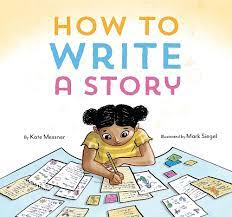 HOW TO
WRITE
A STORY
By Kate Messner
Illustrated by Mark Siegel